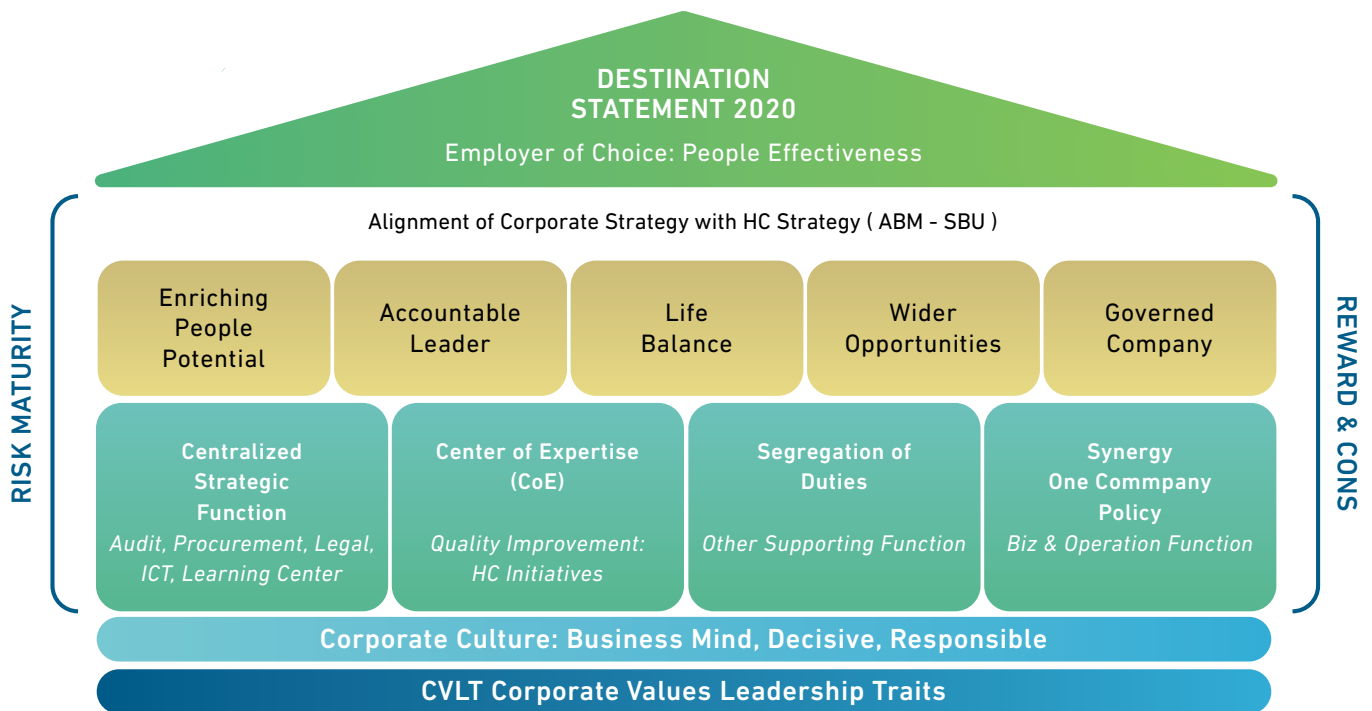 DESTINATION
STATEMENT 2020
Employer of Choice: People Effectiveness
Alignment of Corporate Strategy with HC Strategy ( ABM - SBU )
RISK MATURITY
Enriching
People
Potential
Accountable
Leader
Life
Balance
Wider
Opportunities
Governed
Company
REWARD & CONS
Centralized
Strategic
Function
Audit, Procurement, Legal,
ICT, Learning Center
Center of Expertise
(CoE)
Quality Improvement:
HC Initiatives
Segregation of
Duties
Other Supporting Function
Synergy
One Commpany
Policy
Biz & Operation Function
Corporate Culture: Business Mind, Decisive, Responsible
CVLT Corporate Values Leadership Traits